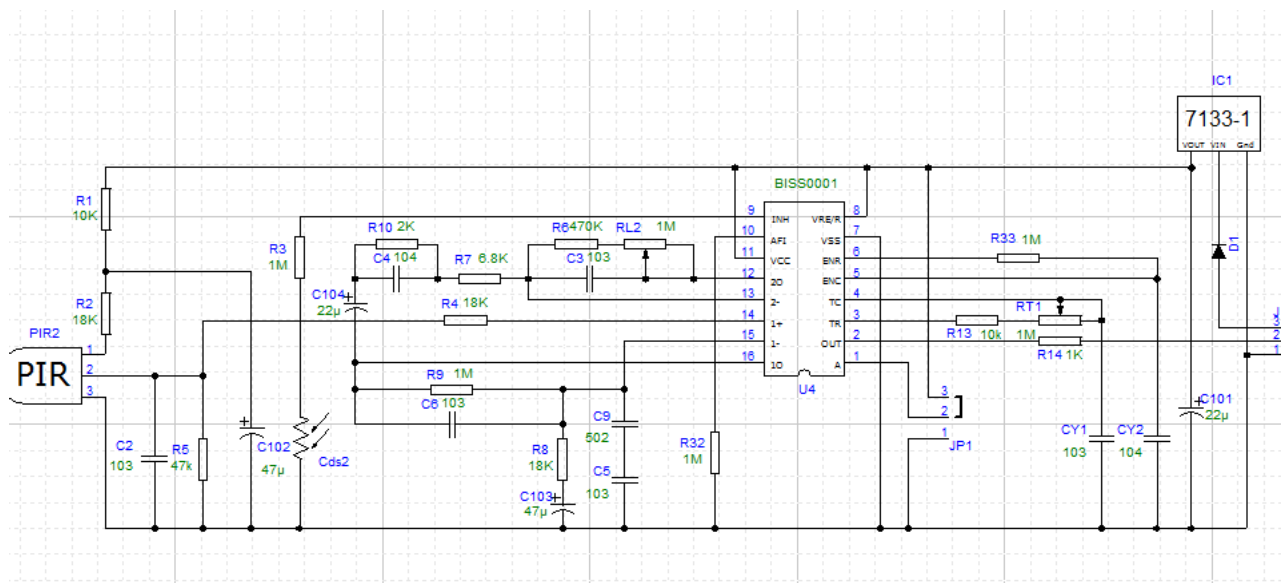 IC1
7133-1
VOUT VIN Gnd
BISS0001
R1
10K
R3
1M
R10 2K
C4 104
R7 6.8K
R6 470K
RL2 1M
C3 103
C104
22µ
R4 18K
R2
18K
PIR2
PIR
1
2
3
9 INH
10 AFI
11 VCC
12 2O
13 2-
14 1+
15 1-
16 1O
VRE/R 8
VSS 7
ENR 6
ENC 5
TC 4
TR 3
OUT 2
A 1
U4
R33 1M
D1
RT1
1M
R13 10k
R14 1K
J
3
2
1
R9 1M
C6 103
C9
502
C2
103
R5
47k
C102
47µ
Cds2
R8
18K
C103
47µ
C5
103
R32
1M
3
2
1
JP1
CY1
103
CY2
104
C101
22µ